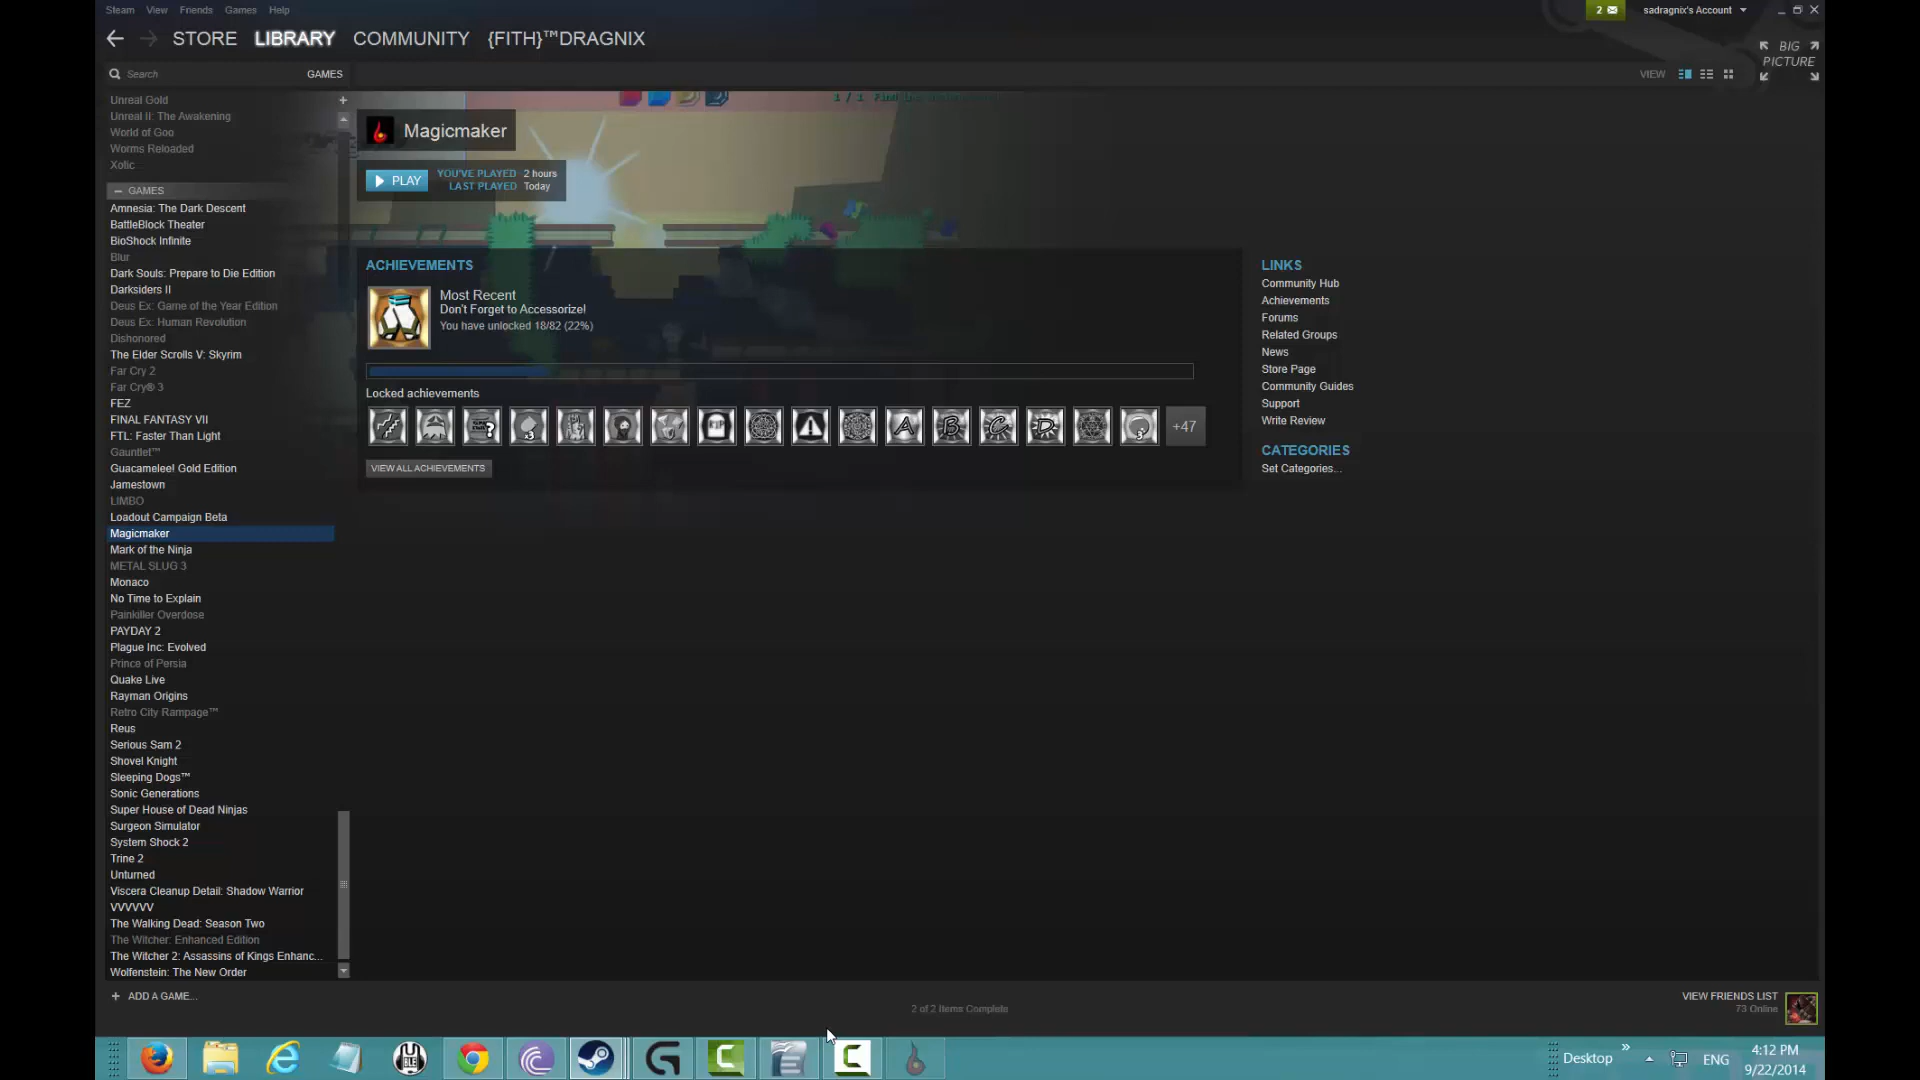 Steam View Friends Games Help
2 sadragnix's Account
STORE LIBRARY COMMUNITY {FITH}™DRAGNIX
BIG PICTURE
Search GAMES
VIEW
Unreal Gold
Unreal II: The Awakening
World of Goo
Worms Reloaded
Xotic
GAMES
Amnesia: The Dark Descent
BattleBlock Theater
BioShock Infinite
Blur
Dark Souls: Prepare to Die Edition
Darksiders II
Deus Ex: Game of the Year Edition
Deus Ex: Human Revolution
Dishonored
The Elder Scrolls V: Skyrim
Far Cry 2
Far Cry® 3
FEZ
FINAL FANTASY VII
FTL: Faster Than Light
Gauntlet™
Guacamelee! Gold Edition
Jamestown
LIMBO
Loadout Campaign Beta
Magicmaker
Mark of the Ninja
METAL SLUG 3
Monaco
No Time to Explain
Painkiller Overdose
PAYDAY 2
Plague Inc: Evolved
Prince of Persia
Quake Live
Rayman Origins
Retro City Rampage™
Reus
Serious Sam 2
Shovel Knight
Sleeping Dogs™
Sonic Generations
Super House of Dead Ninjas
Surgeon Simulator
System Shock 2
Trine 2
Unturned
Viscera Cleanup Detail: Shadow Warrior
VVVVVV
The Walking Dead: Season Two
The Witcher: Enhanced Edition
The Witcher 2: Assassins of Kings Enhanc...
Wolfenstein: The New Order
+ ADD A GAME...
1 / 1
Magicmaker
PLAY
YOU'VE PLAYED 2 hours
LAST PLAYED Today
ACHIEVEMENTS
Most Recent
Don't Forget to Accessorize!
You have unlocked 18/82 (22%)
Locked achievements
x3
RIP
A
B
C
D
3
+47
VIEW ALL ACHIEVEMENTS
LINKS
Community Hub
Achievements
Forums
Related Groups
News
Store Page
Community Guides
Support
Write Review
CATEGORIES
Set Categories...
2 of 2 Items Complete
VIEW FRIENDS LIST
73 Online
Desktop
ENG
4:12 PM
9/22/2014